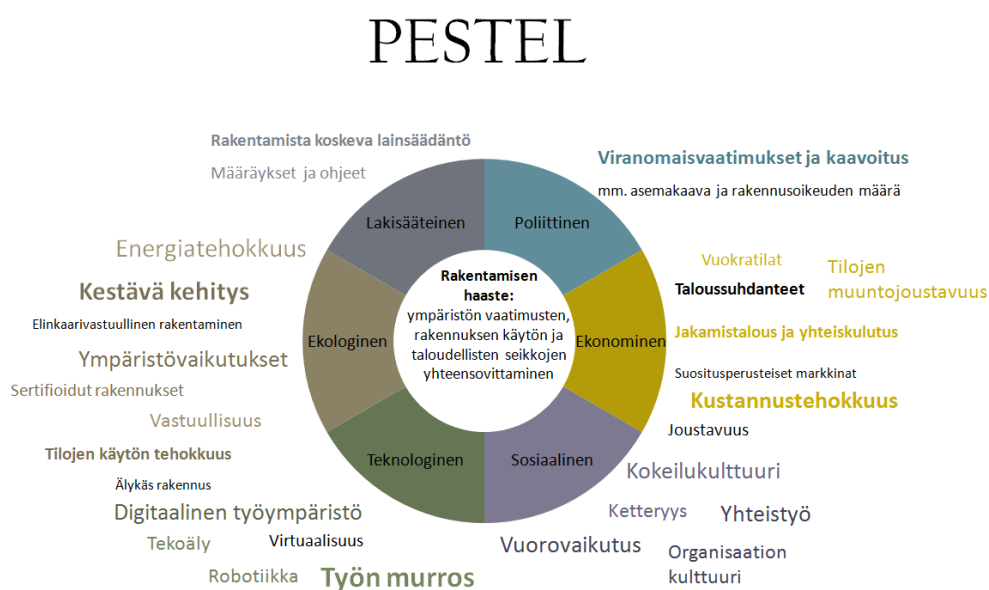 PESTEL
Rakentamista koskeva lainsäädäntö
Määräykset ja ohjeet
Viranomaisvaatimukset ja kaavoitus
mm. asemakaava ja rakennusoikeuden määrä
Lakisääteinen
Poliittinen
Energiatehokkuus
Kestävä kehitys
Elinkaarivastuullinen rakentaminen
Ympäristövaikutukset
Sertifioidut rakennukset
Vastuullisuus
Tilojen käytön tehokkuus
Ekologinen
Rakentamisen
haaste:
ympäristön vaatimusten,
rakennuksen käytön ja
taloudellisten seikkojen
yhteensovittaminen
Ekonominen
Vuokratilat
Tilojen
muuntojoustavuus
Taloussuhdanteet
Jakamistalous ja yhteiskulutus
Suositusperusteiset markkinat
Kustannustehokkuus
Joustavuus
Teknologinen
Sosiaalinen
Älykäs rakennus
Digitaalinen työympäristö
Tekoäly
Virtuaalisuus
Robotiikka
Työn murros
Kokeilukulttuuri
Ketteryys
Yhteistyö
Vuorovaikutus
Organisaation
kulttuuri